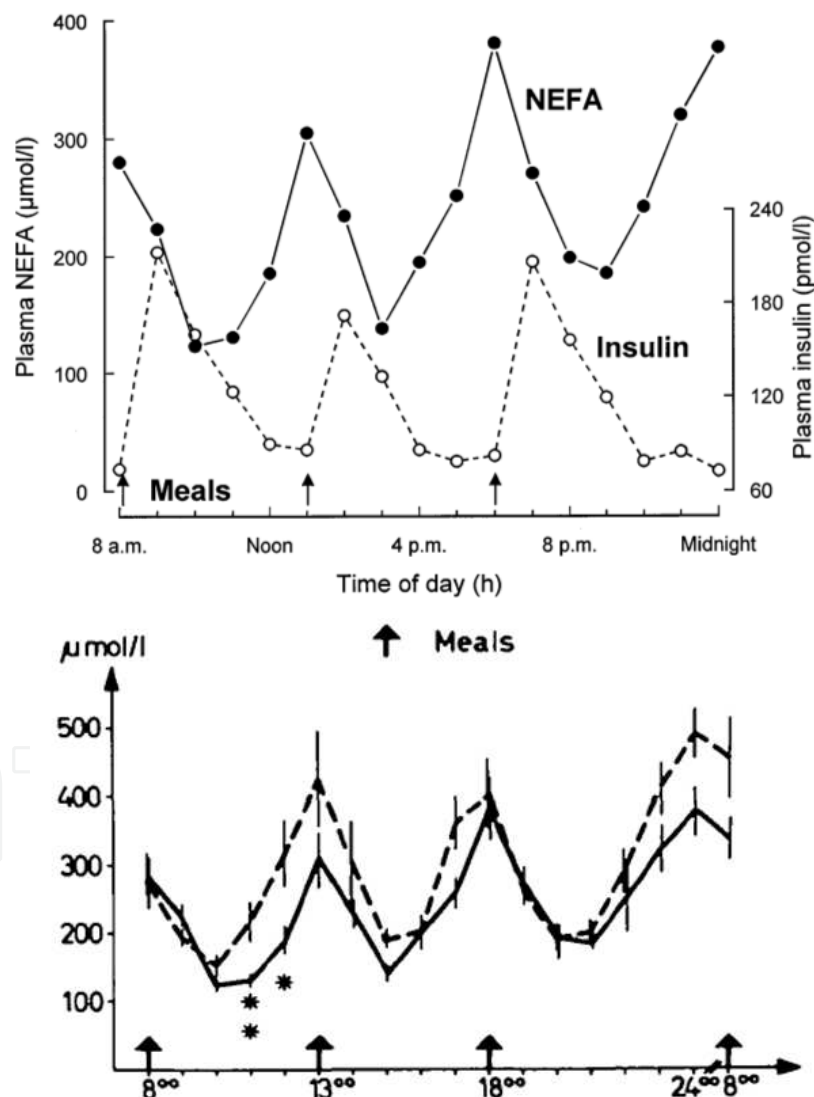 400
300
200
100
0
Plasma NEFA (µmol/l)
NEFA
Insulin
Meals
240
180
120
60
Plasma insulin (pmol/l)
8 a.m.
Noon
4 p.m.
8 p.m.
Midnight
Time of day (h)
µmol/l
Meals
500
400
300
200
100
*
*
*
8⁰⁰
13⁰⁰
18⁰⁰
24⁰⁰ 8⁰⁰